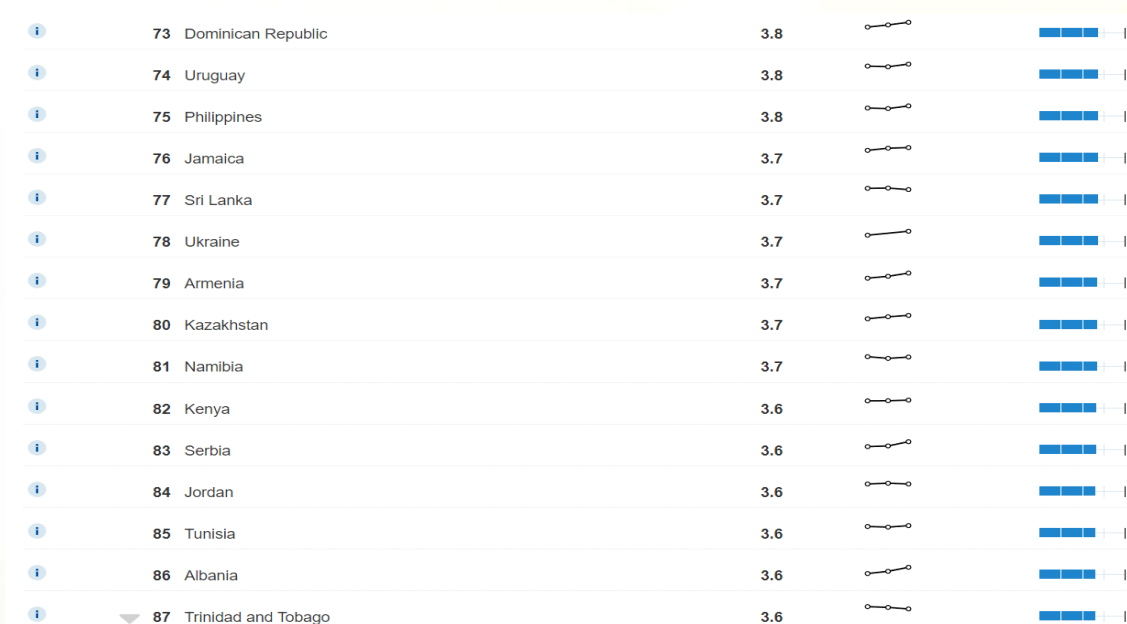 73 Dominican Republic 3.8
74 Uruguay 3.8
75 Philippines 3.8
76 Jamaica 3.7
77 Sri Lanka 3.7
78 Ukraine 3.7
79 Armenia 3.7
80 Kazakhstan 3.7
81 Namibia 3.7
82 Kenya 3.6
83 Serbia 3.6
84 Jordan 3.6
85 Tunisia 3.6
86 Albania 3.6
87 Trinidad and Tobago 3.6